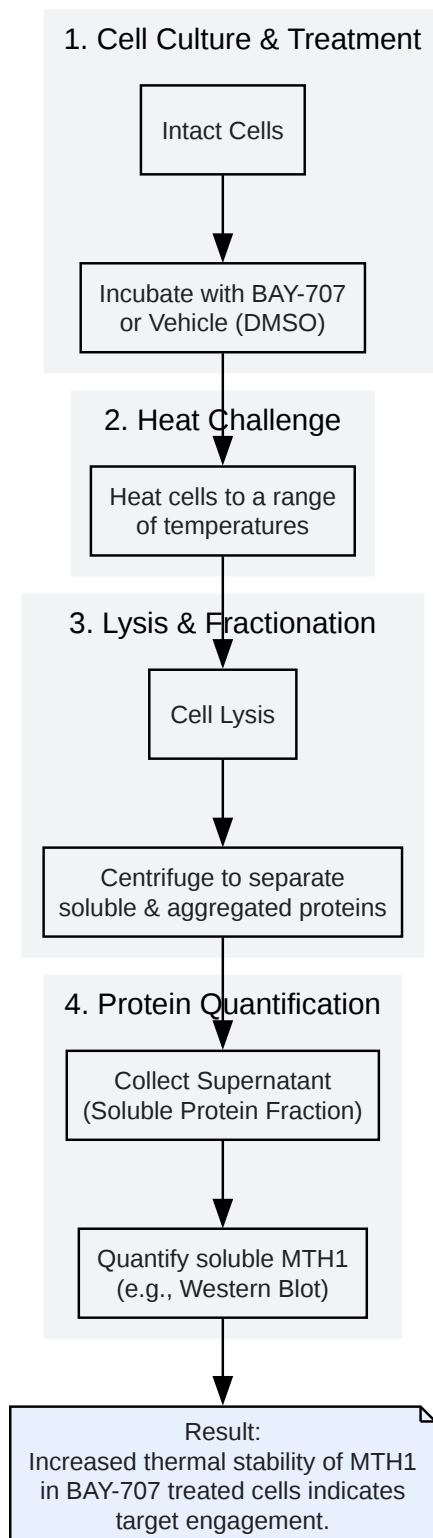 1. Cell Culture & Treatment
Intact Cells
Incubate with BAY-707
or Vehicle (DMSO)
2. Heat Challenge
Heat cells to a range
of temperatures
3. Lysis & Fractionation
Cell Lysis
Centrifuge to separate
soluble & aggregated proteins
4. Protein Quantification
Collect Supernatant
(Soluble Protein Fraction)
Quantify soluble MTH1
(e.g., Western Blot)
Result:
Increased thermal stability of MTH1
in BAY-707 treated cells indicates
target engagement.